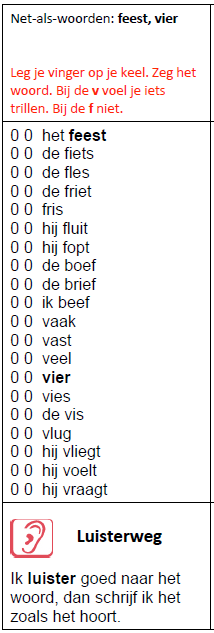 Net-als-woorden: feest, vier
Leg je vinger op je keel. Zeg het
woord. Bij de v voel je iets
trillen. Bij de f niet.
0 0 het feest
0 0 de fiets
0 0 de fles
0 0 de friet
0 0 fris
0 0 hij fluit
0 0 hij fopt
0 0 de boef
0 0 de brief
0 0 ik beef
0 0 vaak
0 0 vast
0 0 veel
0 0 vier
0 0 vies
0 0 de vis
0 0 vlug
0 0 hij vliegt
0 0 hij voelt
0 0 hij vraagt
Luisterweg
Ik luister goed naar het
woord, dan schrijf ik het
zoals het hoort.